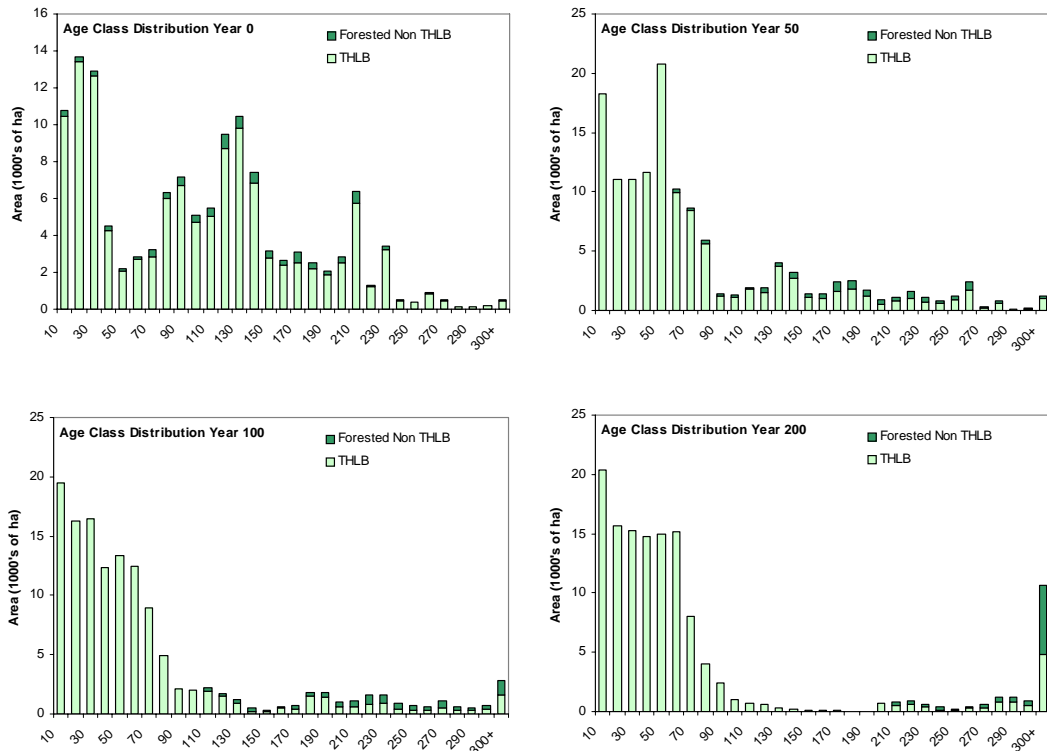 Age Class Distribution Year 0
Forested Non THLB
THLB
Area (1000's of ha)
16
14
12
10
8
6
4
2
0
10 30 50 70 90 110 130 150 170 190 210 230 250 270 290 300+
Age Class Distribution Year 50
Forested Non THLB
THLB
Area (1000's of ha)
25
20
15
10
5
0
10 30 50 70 90 110 130 150 170 190 210 230 250 270 290 300+
Age Class Distribution Year 100
Forested Non THLB
THLB
Area (1000's of ha)
25
20
15
10
5
0
10 30 50 70 90 110 130 150 170 190 210 230 250 270 290 300+
Age Class Distribution Year 200
Forested Non THLB
THLB
Area (1000's of ha)
25
20
15
10
5
0
10 30 50 70 90 110 130 150 170 190 210 230 250 270 290 300+